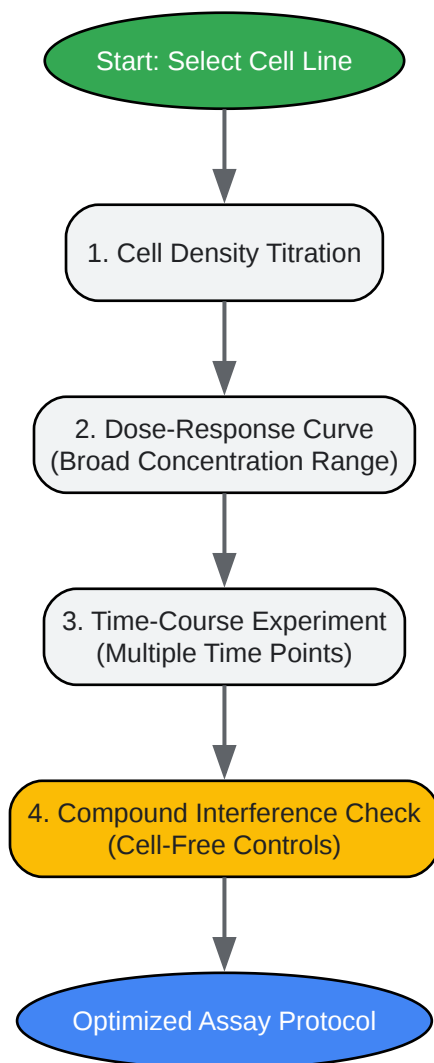 Start: Select Cell Line
1. Cell Density Titration
2. Dose-Response Curve
(Broad Concentration Range)
3. Time-Course Experiment
(Multiple Time Points)
4. Compound Interference Check
(Cell-Free Controls)
Optimized Assay Protocol